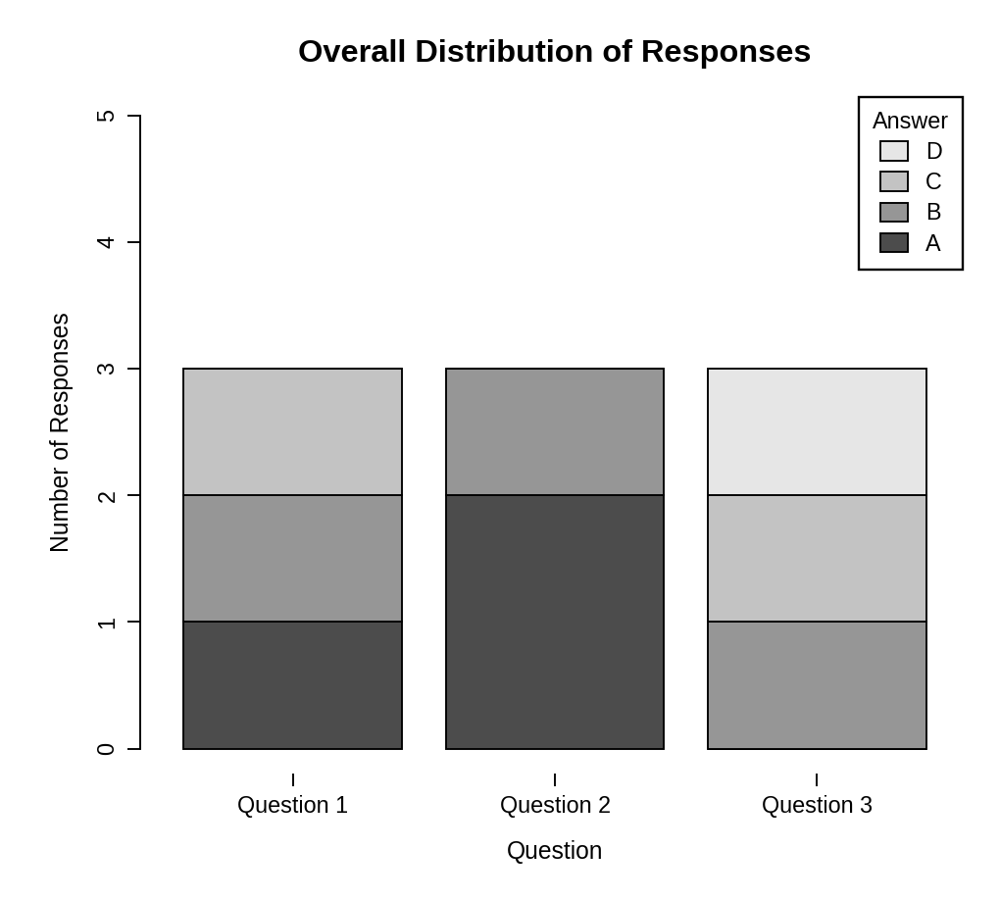 Overall Distribution of Responses
Answer
D
C
B
A
5
4
3
2
1
0
Number of Responses
Question 1
Question 2
Question 3
Question